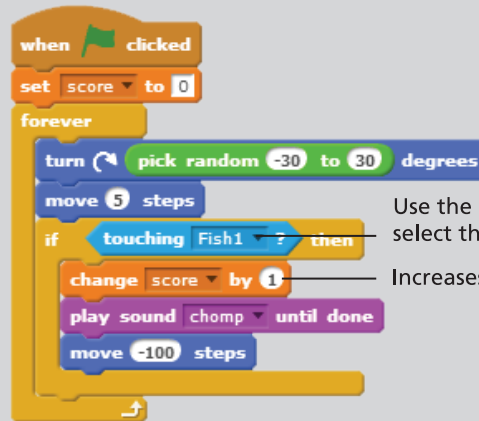 when clicked
set score to 0
forever
turn pick random -30 to 30 degrees
move 5 steps
Use the
if touching Fish1 ? then
select th
Increases
change score by 1
play sound chomp until done
move -100 steps